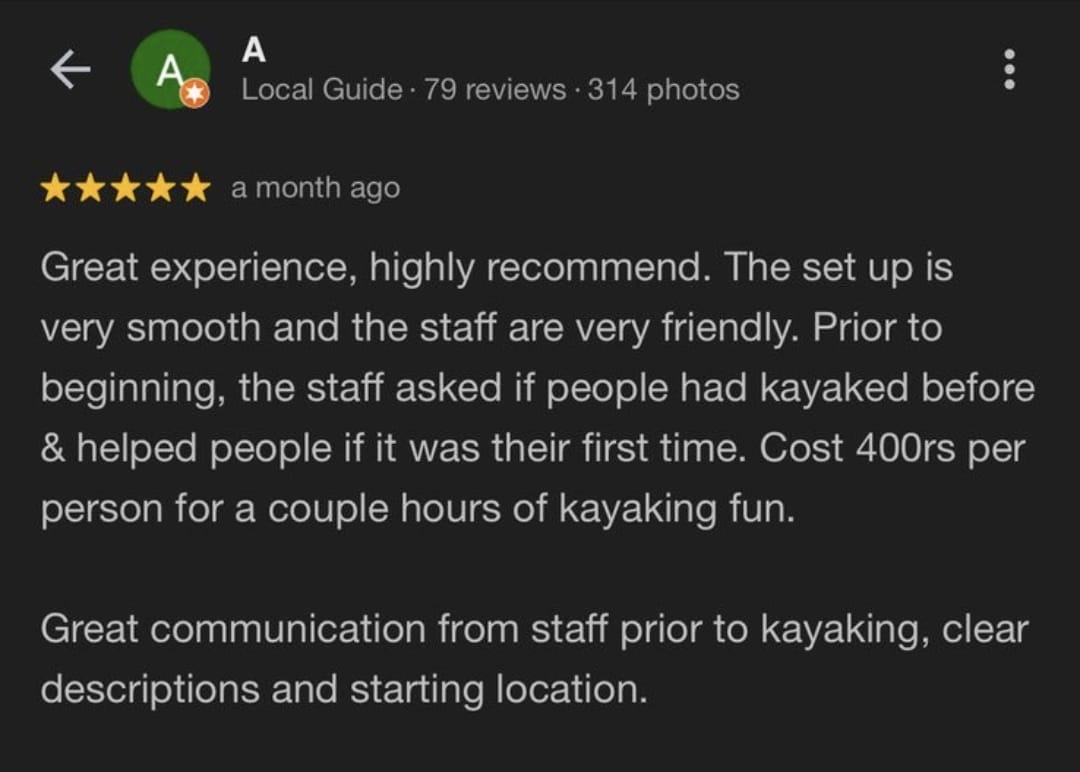 A
A
Local Guide · 79 reviews · 314 photos
a month ago
Great experience, highly recommend. The set up is
very smooth and the staff are very friendly. Prior to
beginning, the staff asked if people had kayaked before
& helped people if it was their first time. Cost 400rs per
person for a couple hours of kayaking fun.
Great communication from staff prior to kayaking, clear
descriptions and starting location.